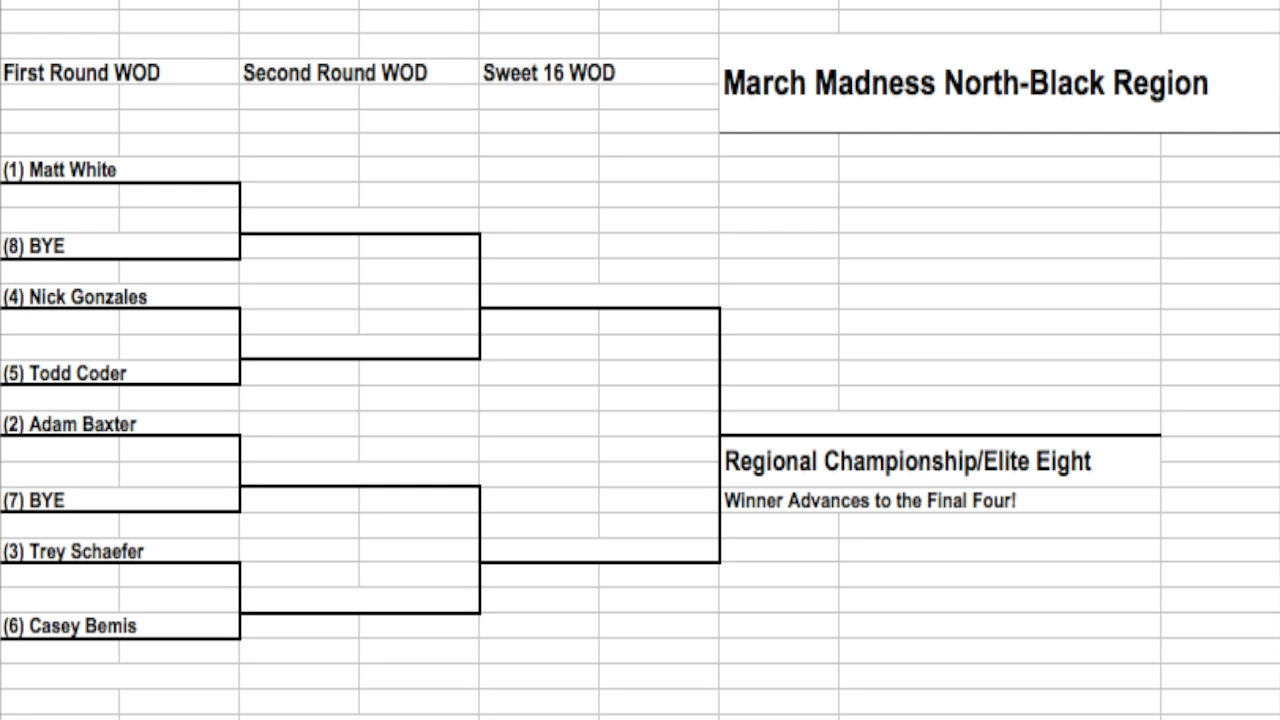 First Round WOD
Second Round WOD
Sweet 16 WOD
March Madness North-Black Region
(1) Matt White
(8) BYE
(4) Nick Gonzales
(5) Todd Coder
(2) Adam Baxter
Regional Championship/Elite Eight
(7) BYE
Winner Advances to the Final Four!
(3) Trey Schaefer
(6) Casey Bemis